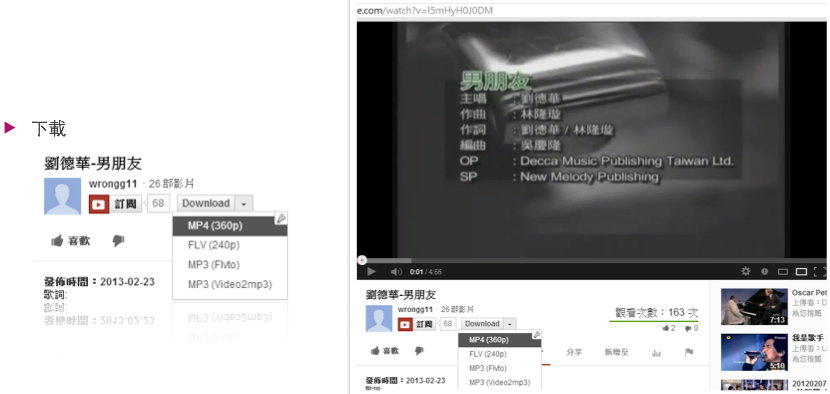 下載
劉德華-男朋友
wrongg11 · 26 部影片
訂閱 68 Download
MP4 (360p)
FLV (240p)
MP3 (Flvto)
MP3 (Video2mp3)
喜歡
發佈時間：2013-02-23
歌詞:
e.com/watch?v=I5mHyH0J0DM
男朋友
主唱 : 劉德華
作曲 : 林隆璇
作詞 : 劉德華 / 林隆璇
編曲 : 吳慶隆
OP : Decca Music Publishing Taiwan Ltd.
SP : New Melody Publishing
0:01 / 4:55
劉德華-男朋友
wrongg11 · 26 部影片
訂閱 68 Download
觀看次數：163 次
2 0
MP4 (360p)
FLV (240p)
MP3 (Flvto)
MP3 (Video2mp3)
喜歡
分享 新增至
發佈時間：2013-02-23
歌詞:
Oscar Pet
上傳者：D
為您推薦
7:13
我是歌手
上傳者：L
為您推薦
5:10
20120207